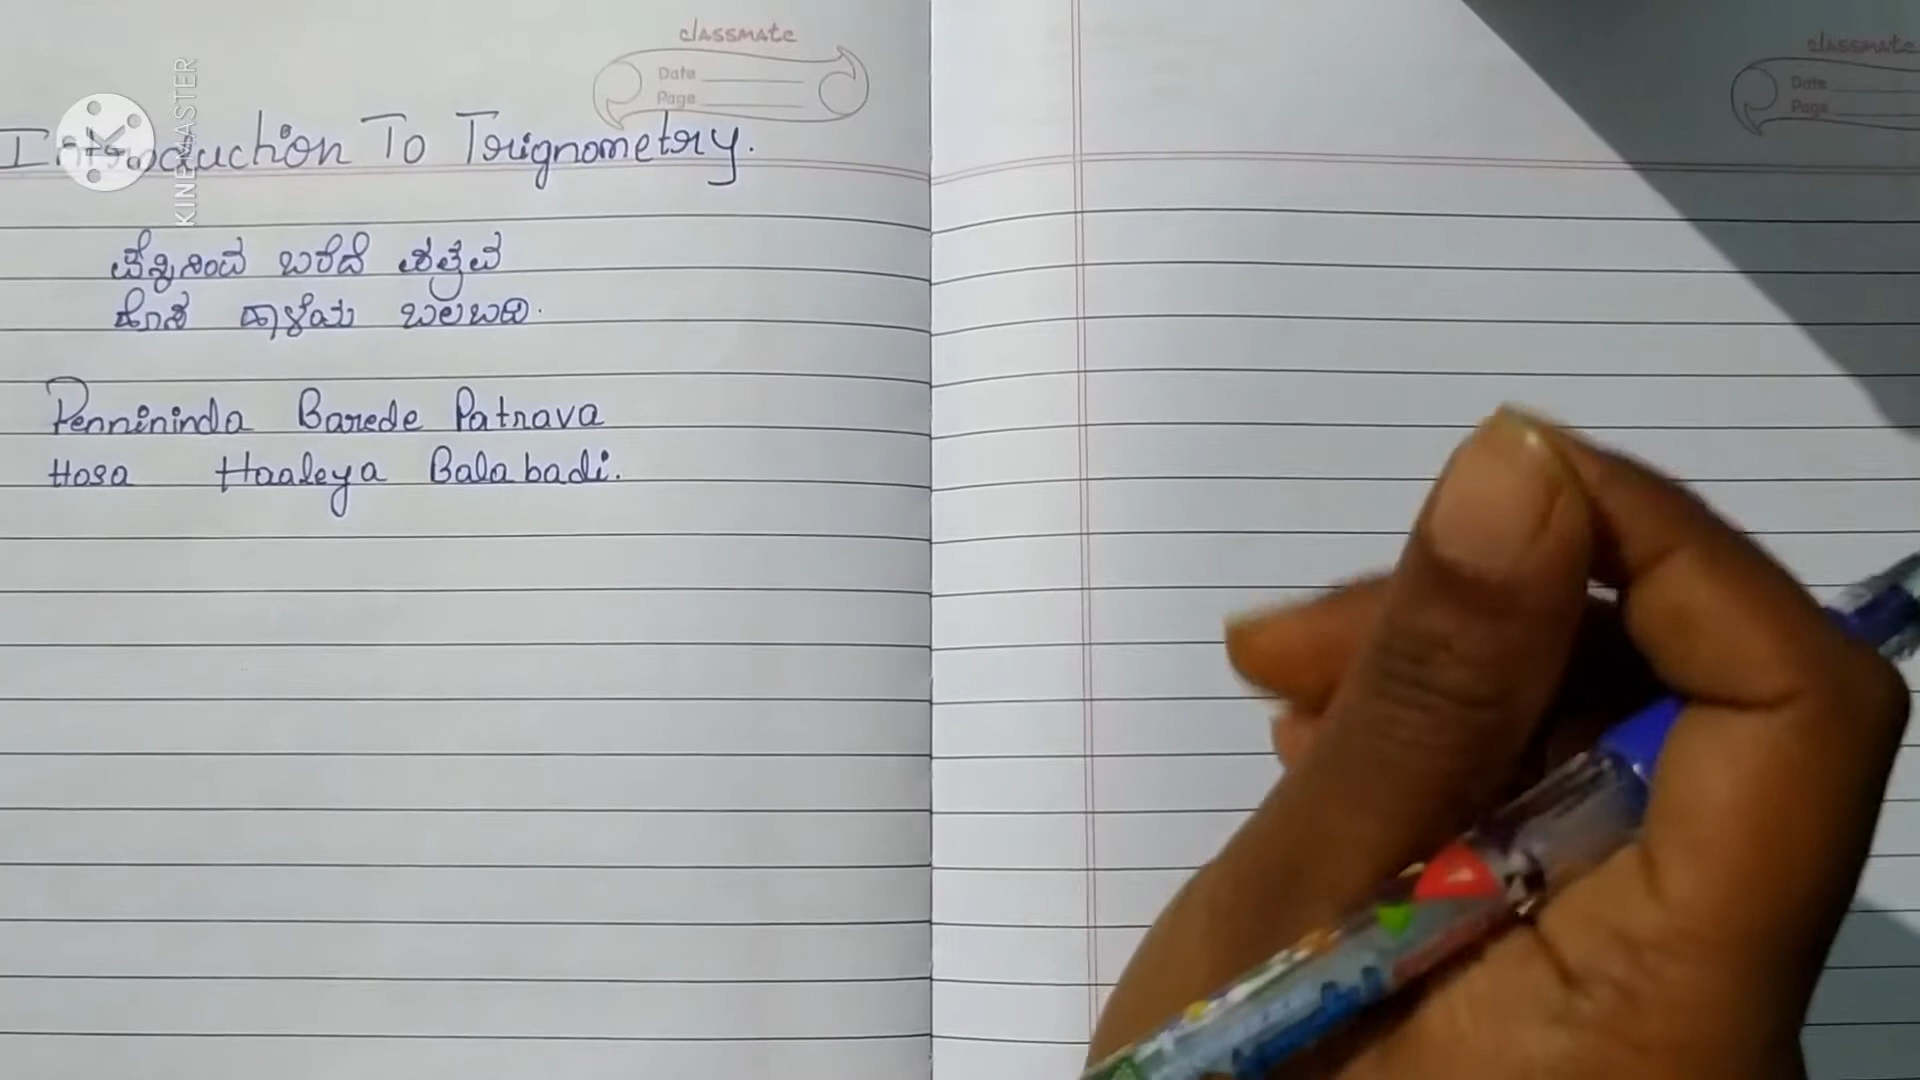 classmate
Date
Page
KINEMASTER
Introduction To Trignometry.
ಪೆನ್ನಿನಿಂದ ಬರೆದೆ ಪತ್ರವ
ಹೊಸ ಹಾಳೆಯ ಬಲಬದಿ.
Pennininda Barede Patrava
Hosa Haaleya Balabadi.
classmate
Date
Page